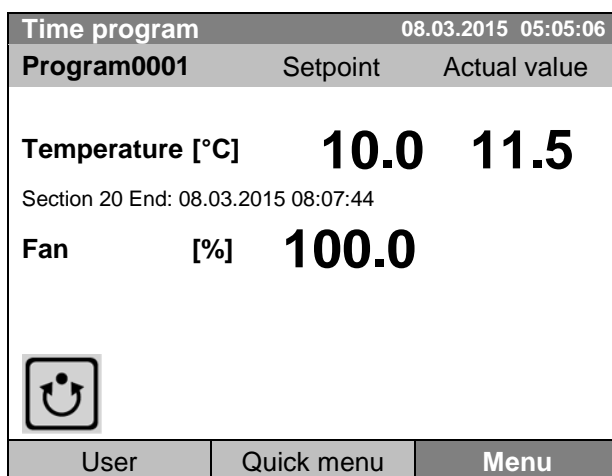 Time program 08.03.2015 05:05:06
Program0001 Setpoint Actual value
Temperature [°C] 10.0 11.5
Section 20 End: 08.03.2015 08:07:44
Fan [%] 100.0
User Quick menu Menu